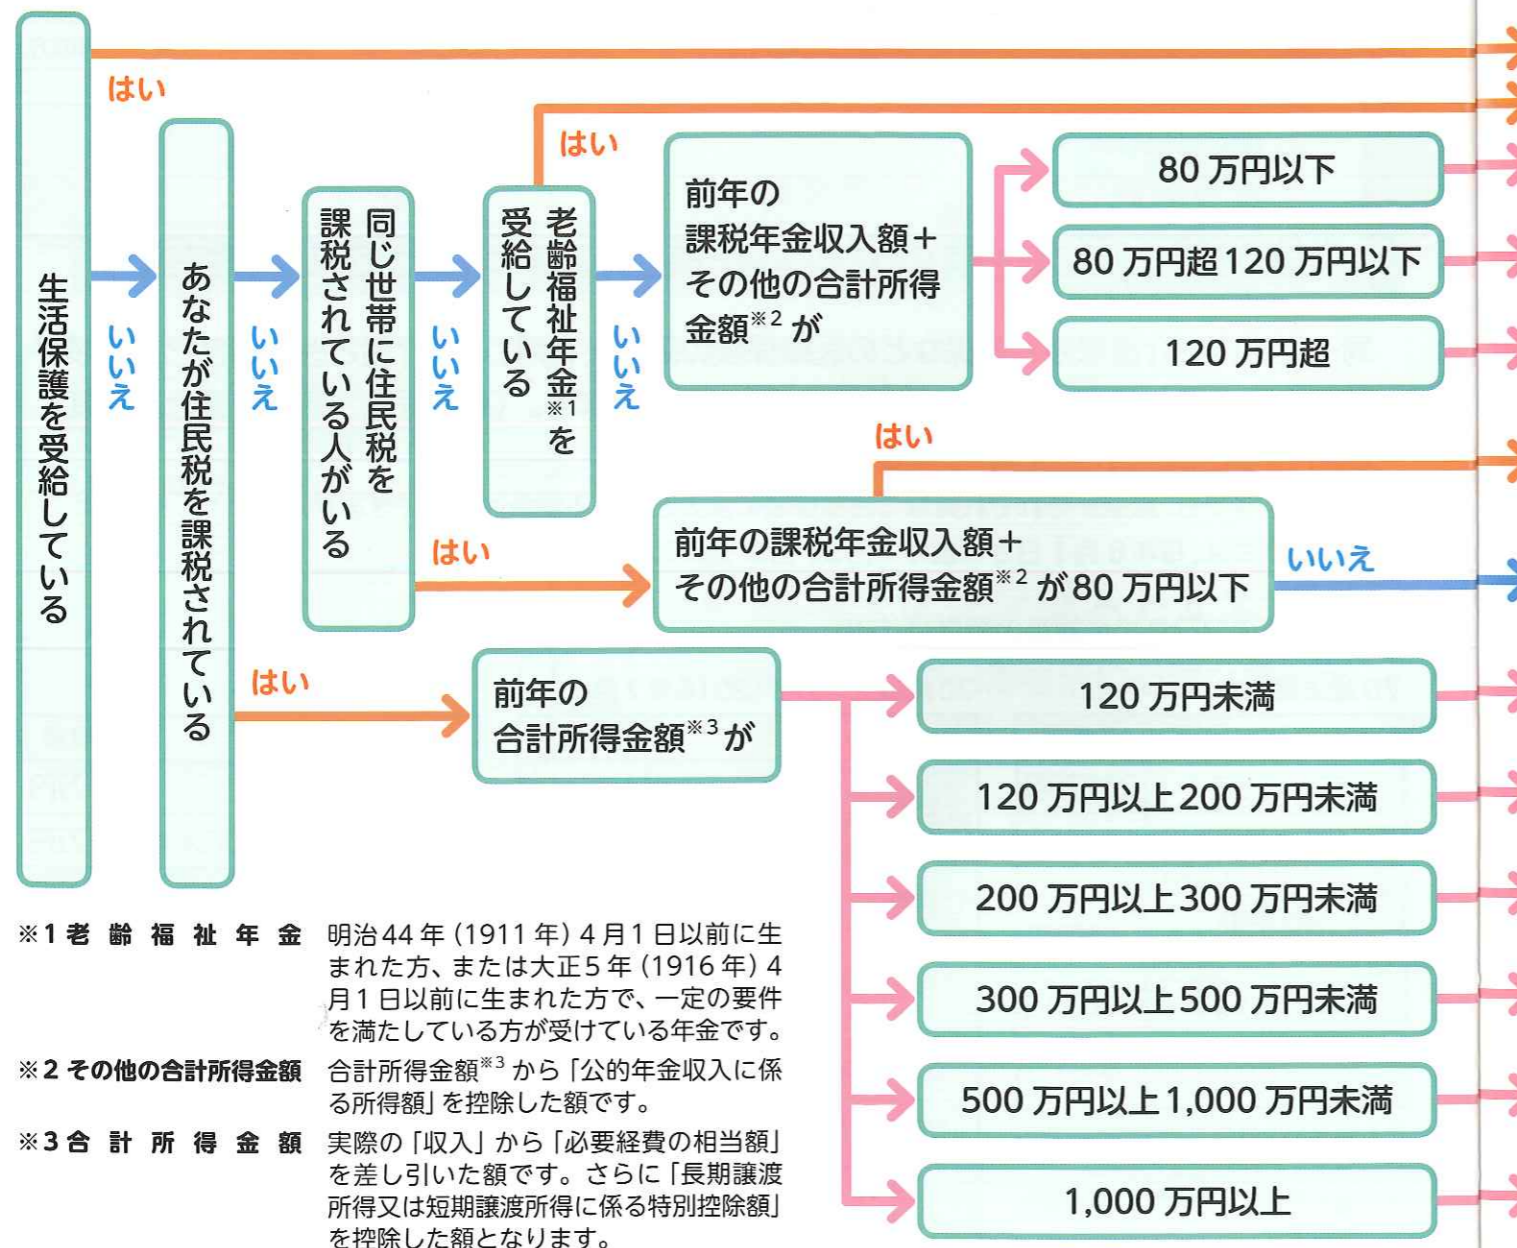 生活保護を受給している
はい
いいえ
あなたが住民税を課税されている
いいえ
はい
同じ世帯に住民税を
課税されている人がいる
いいえ
はい
老齢福祉年金※1を
受給している
はい
いいえ
前年の
課税年金収入額＋
その他の合計所得
金額※2が
80万円以下
80万円超120万円以下
120万円超
はい
前年の課税年金収入額＋
その他の合計所得金額※2が80万円以下
いいえ
前年の
合計所得金額※3が
120万円未満
120万円以上200万円未満
200万円以上300万円未満
300万円以上500万円未満
500万円以上1,000万円未満
1,000万円以上
※1老齢福祉年金 明治44年（1911年）4月1日以前に生
まれた方、または大正5年（1916年）4
月1日以前に生まれた方で、一定の要件
を満たしている方が受けている年金です。
※2その他の合計所得金額 合計所得金額※3から「公的年金収入に係
る所得額」を控除した額です。
※3合計所得金額 実際の「収入」から「必要経費の相当額」
を差し引いた額です。さらに「長期譲渡
所得又は短期譲渡所得に係る特別控除額」
を控除した額となります。